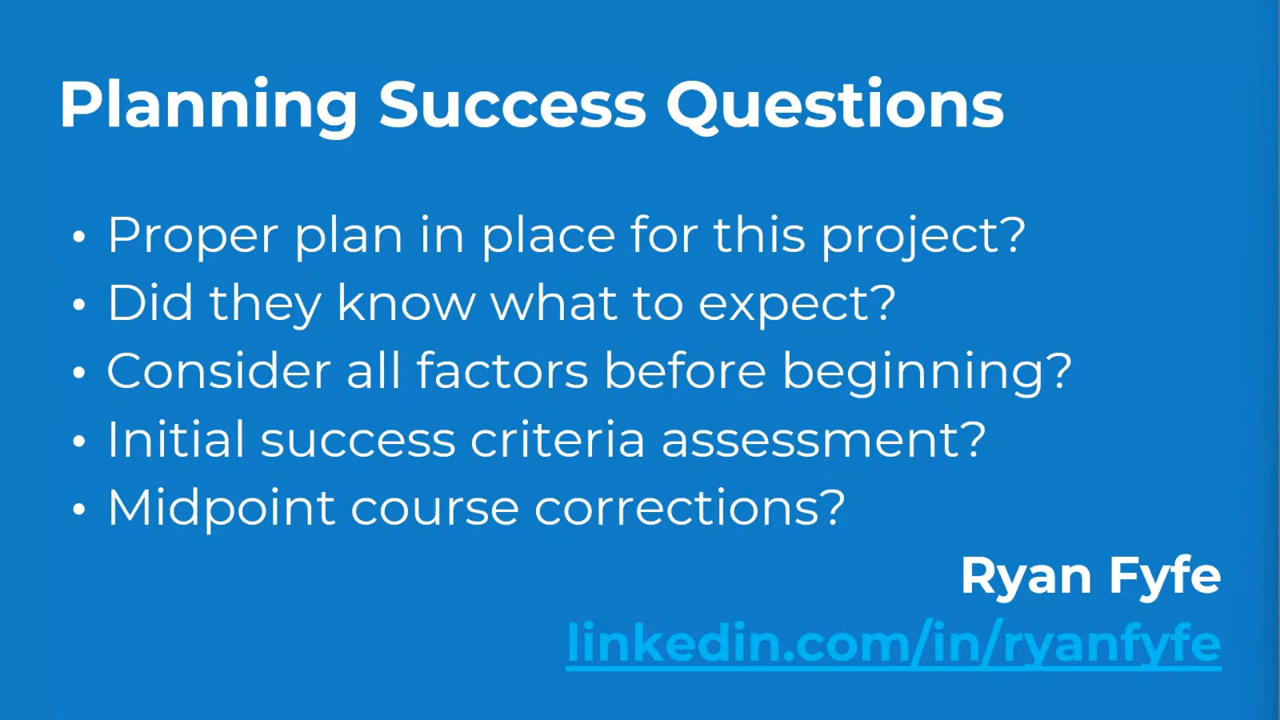 Planning Success Questions
• Proper plan in place for this project?
• Did they know what to expect?
• Consider all factors before beginning?
• Initial success criteria assessment?
• Midpoint course corrections?
Ryan Fyfe
linkedin.com/in/ryanfyfe